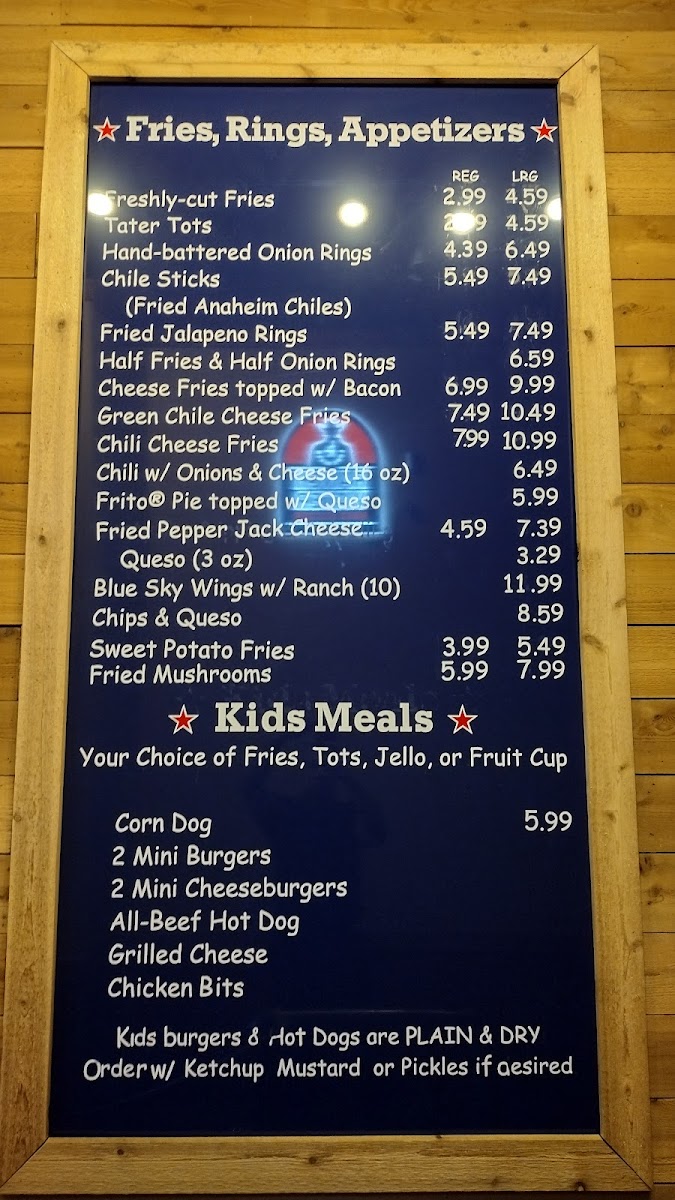 Fries, Rings, Appetizers
REG LRG
Freshly-cut Fries 2.99 4.59
Tater Tots 4.59
Hand-battered Onion Rings 4.39 6.49
Chile Sticks 5.49 7.49
(Fried Anaheim Chiles)
Fried Jalapeno Rings 5.49 7.49
Half Fries & Half Onion Rings 6.59
Cheese Fries topped w/ Bacon 6.99 9.99
Green Chile Cheese Fries 7.49 10.49
Chili Cheese Fries 7.99 10.99
Chili w/ Onions & Cheese (16 oz) 6.49
Frito® Pie topped w/ Queso 5.99
Fried Pepper Jack Cheese 4.59 7.39
Queso (3 oz) 3.29
Blue Sky Wings w/ Ranch (10) 11.99
Chips & Queso 8.59
Sweet Potato Fries 3.99 5.49
Fried Mushrooms 5.99 7.99
Kids Meals
Your Choice of Fries, Tots, Jello, or Fruit Cup
Corn Dog 5.99
2 Mini Burgers
2 Mini Cheeseburgers
All-Beef Hot Dog
Grilled Cheese
Chicken Bits
Kids burgers & Hot Dogs are PLAIN & DRY
Order w/ Ketchup Mustard or Pickles if desired